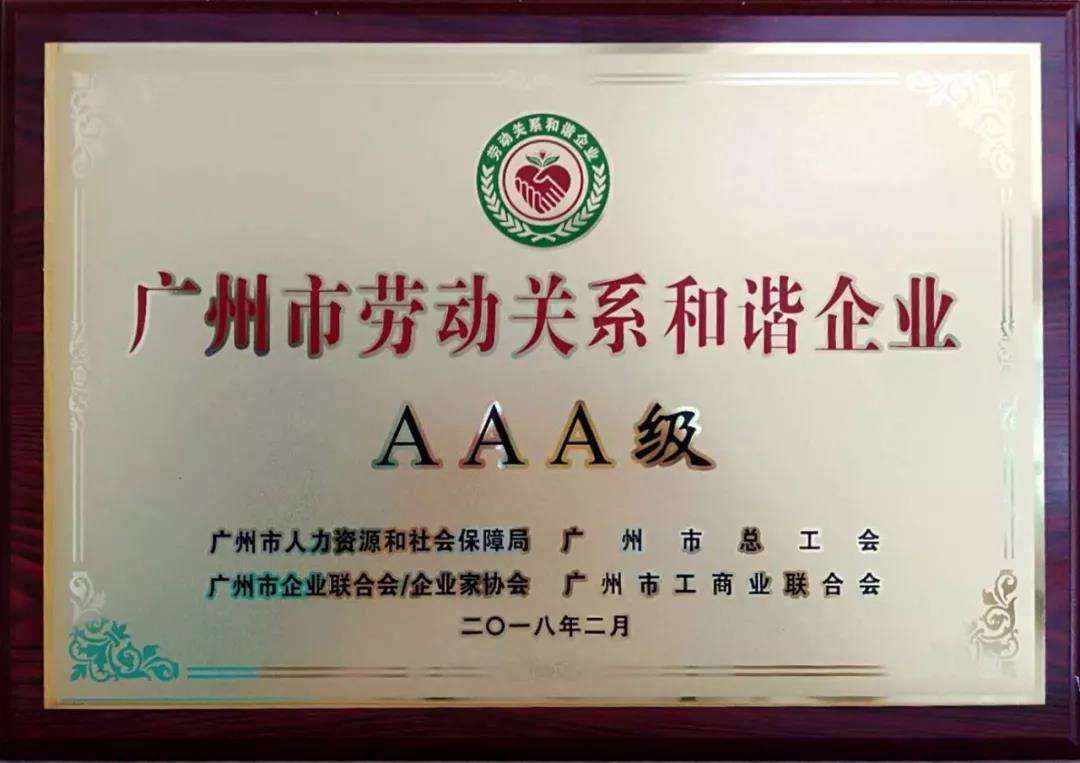 劳动关系和谐企业
广州市劳动关系和谐企业
AAA级
广州市人力资源和社会保障局 广州市总工会
广州市企业联合会/企业家协会 广州市工商业联合会
二〇一八年二月